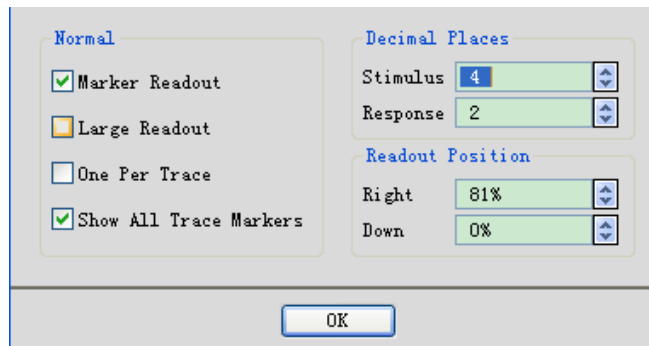 Normal
Marker Readout
Large Readout
One Per Trace
Show All Trace Markers
Decimal Places
Stimulus 4
Response 2
Readout Position
Right 81%
Down 0%
OK